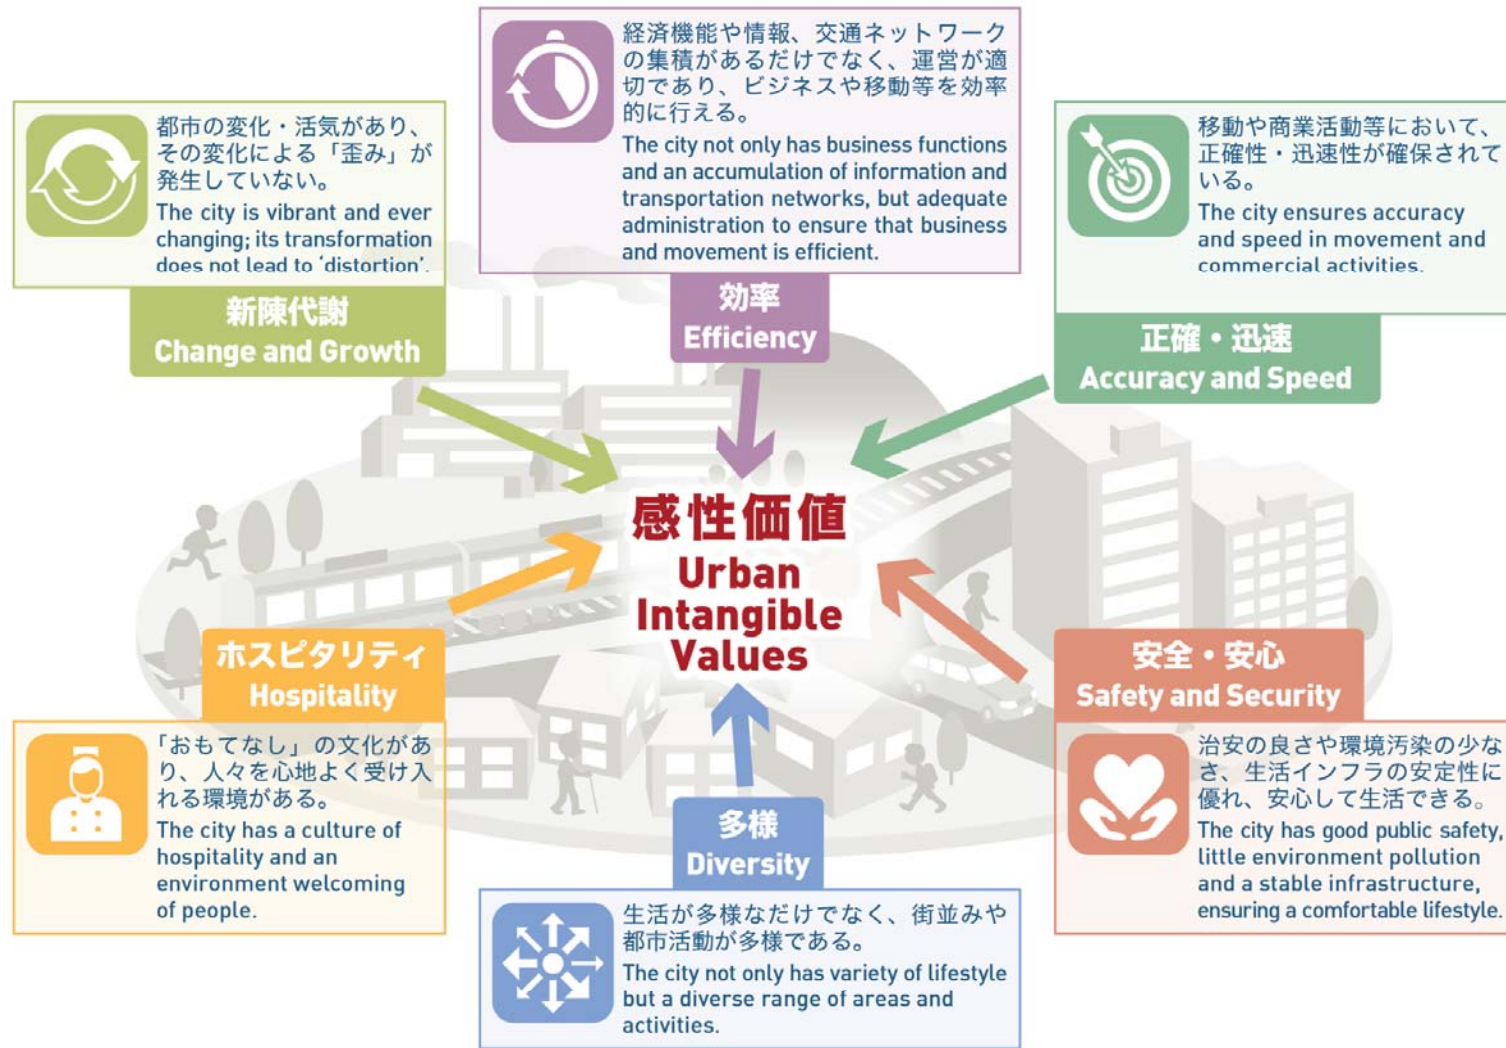 経済機能や情報、交通ネットワーク
の集積があるだけでなく、運営が適
切であり、ビジネスや移動等を効率
的に行える。
The city not only has business functions
and an accumulation of information and
transportation networks, but adequate
administration to ensure that business
and movement is efficient.
効率
Efficiency
都市の変化・活気があり、
その変化による「歪み」が
発生していない。
The city is vibrant and ever
changing; its transformation
does not lead to ‘distortion’.
新陳代謝
Change and Growth
移動や商業活動等において、
正確性・迅速性が確保されて
いる。
The city ensures accuracy
and speed in movement and
commercial activities.
正確・迅速
Accuracy and Speed
感性価値
Urban
Intangible
Values
ホスピタリティ
Hospitality
「おもてなし」の文化があ
り、人々を心地よく受け入
れる環境がある。
The city has a culture of
hospitality and an
environment welcoming
of people.
多様
Diversity
生活が多様なだけでなく、街並みや
都市活動が多様である。
The city not only has variety of lifestyle
but a diverse range of areas and
activities.
安全・安心
Safety and Security
治安の良さや環境汚染の少な
さ、生活インフラの安定性に
優れ、安心して生活できる。
The city has good public safety,
little environment pollution
and a stable infrastructure,
ensuring a comfortable lifestyle.